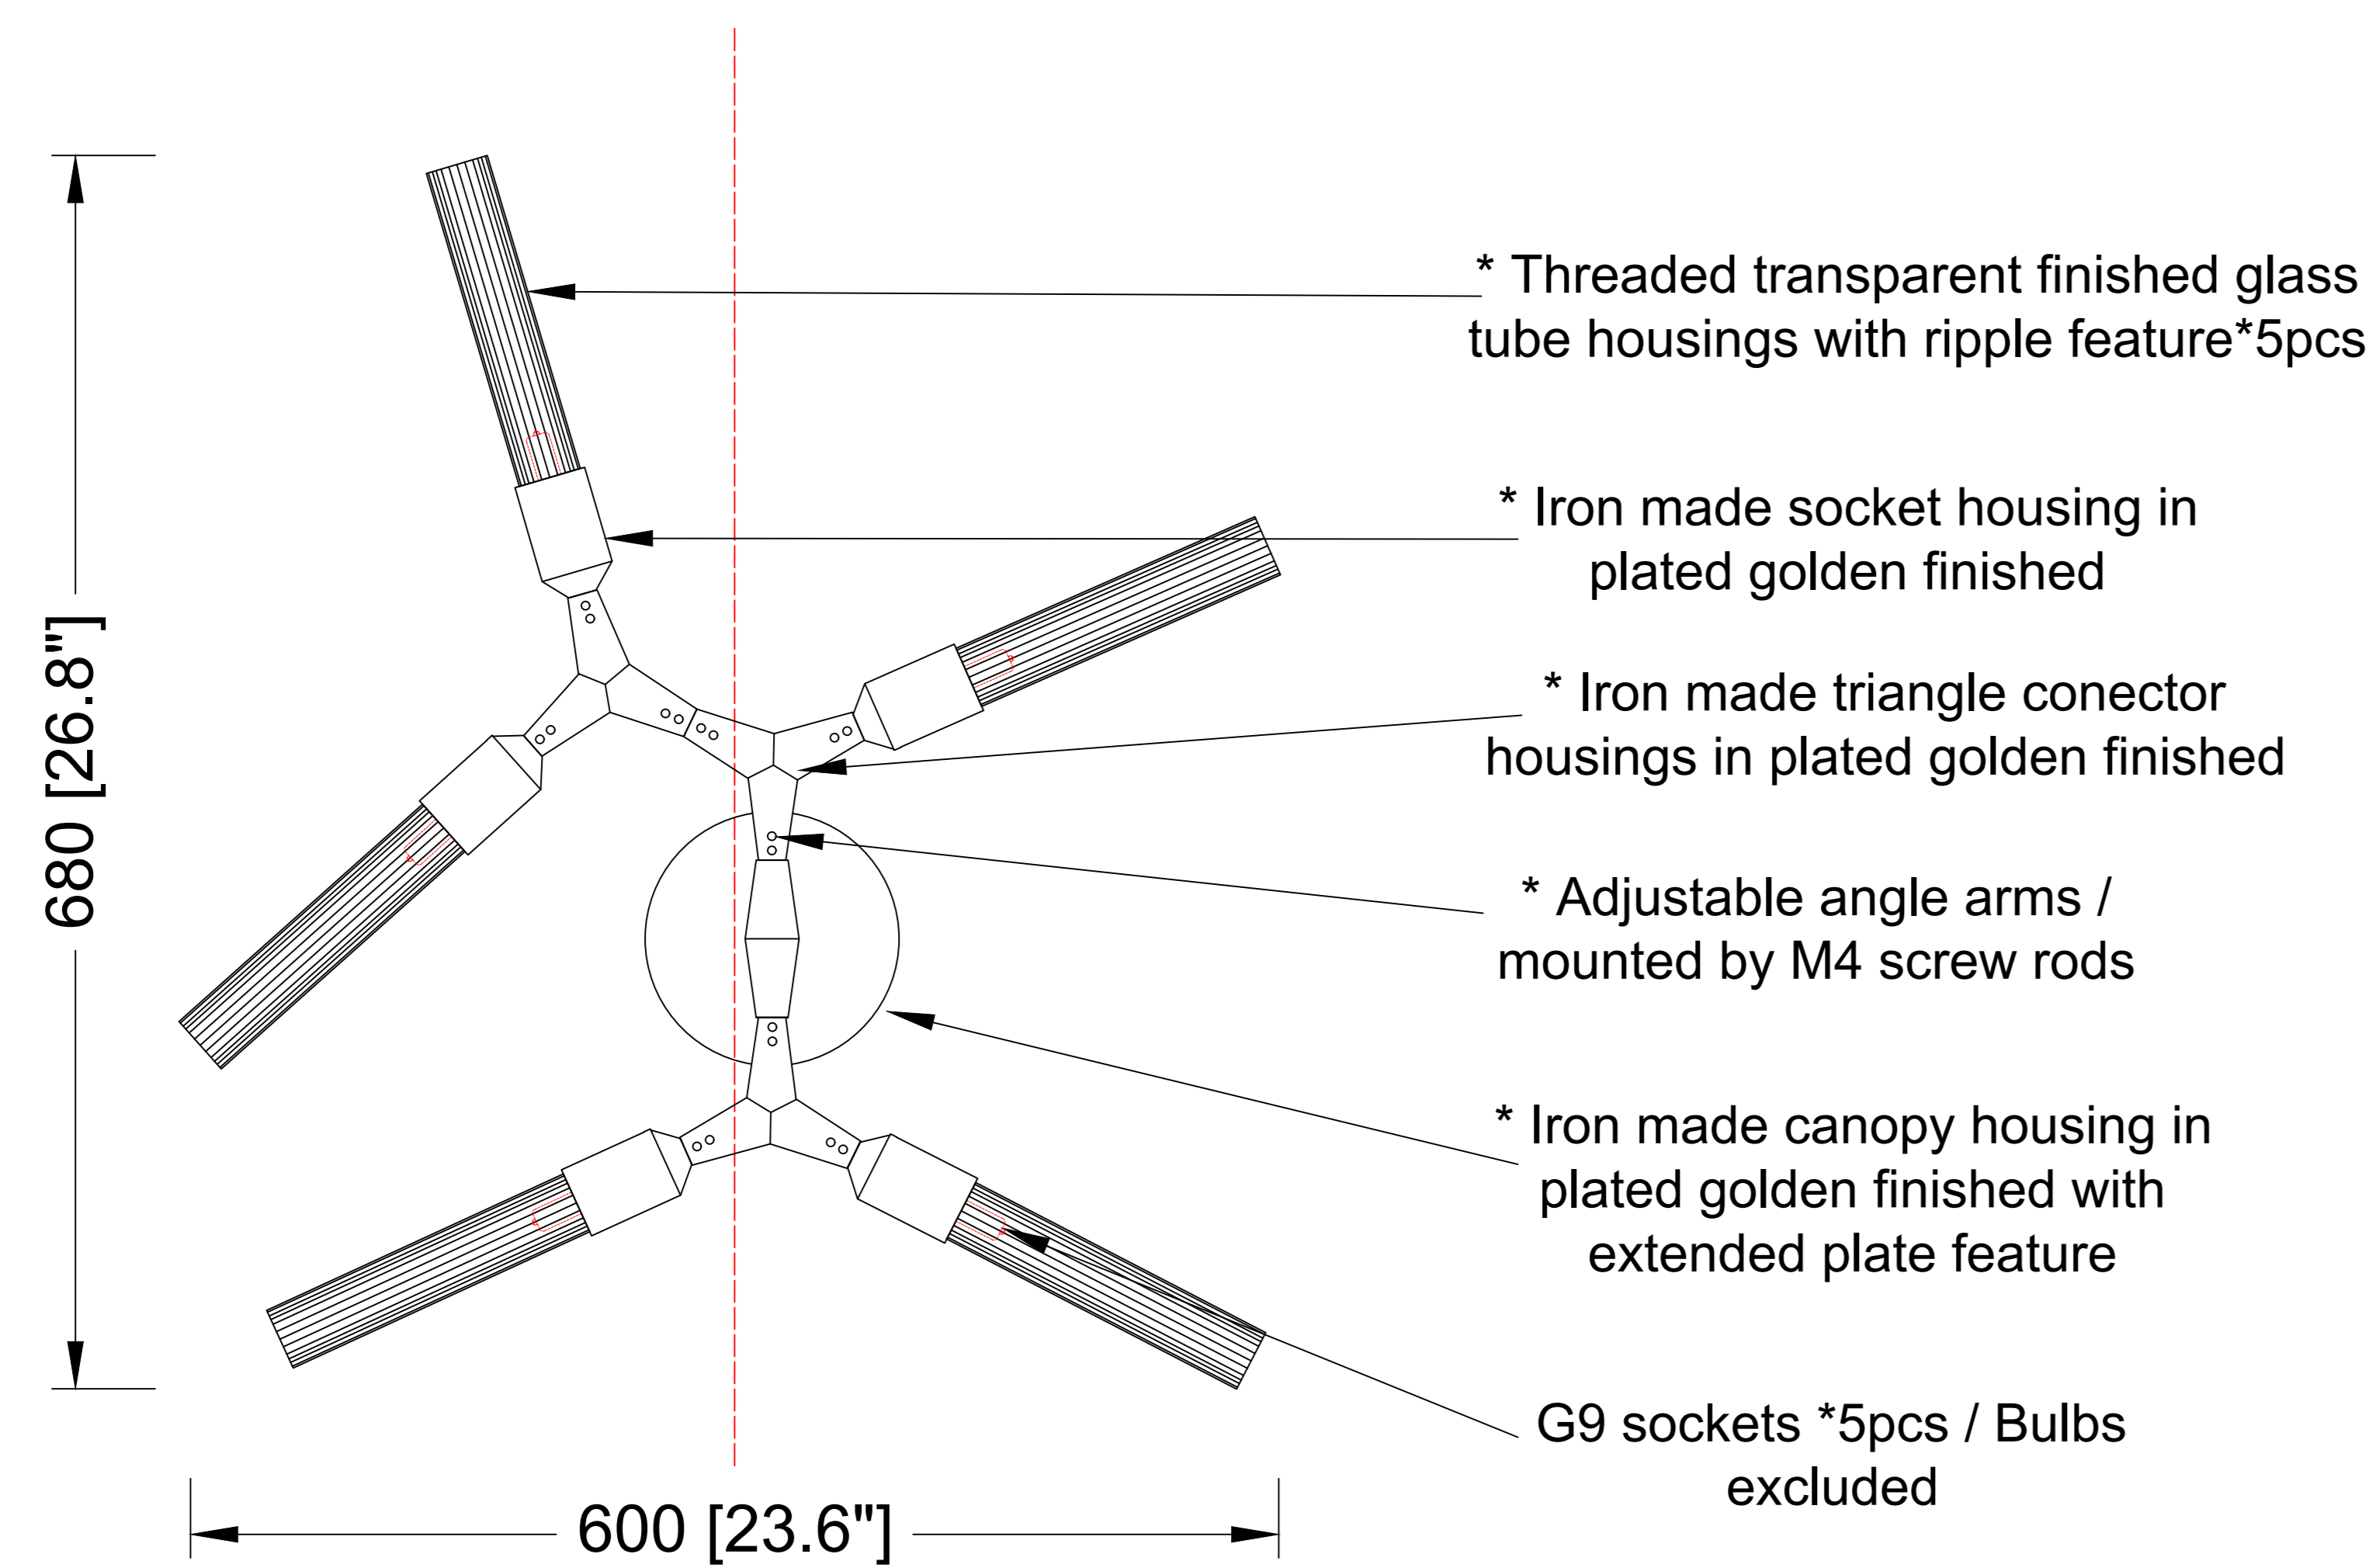 * Threaded transparent finished glass
tube housings with ripple feature*5pcs
* Iron made socket housing in
plated golden finished
* Iron made triangle conector
housings in plated golden finished
* Adjustable angle arms /
mounted by M4 screw rods
* Iron made canopy housing in
plated golden finished with
extended plate feature
G9 sockets *5pcs / Bulbs
excluded
680 [26.8"]
600 [23.6"]